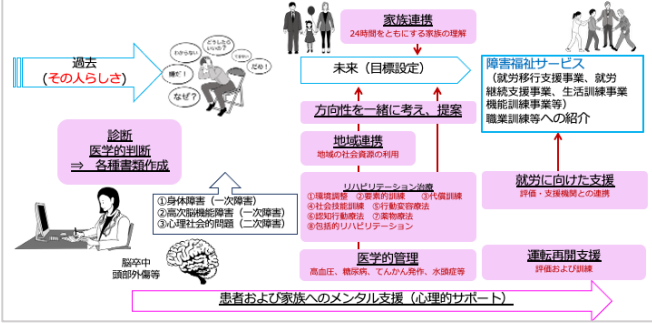 家族連携
24時間をともにする家族の理解
過去
(その人らしさ)
わからない
どうしたら
いいの？
だめ！
嫌だ！
なぜ？
未来（目標設定）
障害福祉サービス
（就労移行支援事業、就労
継続支援事業、生活訓練事業
機能訓練事業等）
職業訓練等への紹介
方向性を一緒に考え、提案
地域連携
地域の社会資源の利用
診断
医学的判断
⇒ 各種書類作成
①身体障害（一次障害）
②高次脳機能障害（一次障害）
③心理社会的問題（二次障害）
リハビリテーション治療
①環境調整 ②要素的訓練 ③代償訓練
④社会技能訓練 ⑤行動変容療法
⑥認知行動療法 ⑦薬物療法
⑧包括的リハビリテーション
就労に向けた支援
評価・支援機関との連携
脳卒中
頭部外傷等
医学的管理
高血圧、糖尿病、てんかん発作、水頭症等
運転再開支援
評価および訓練
患者および家族へのメンタル支援（心理的サポート）